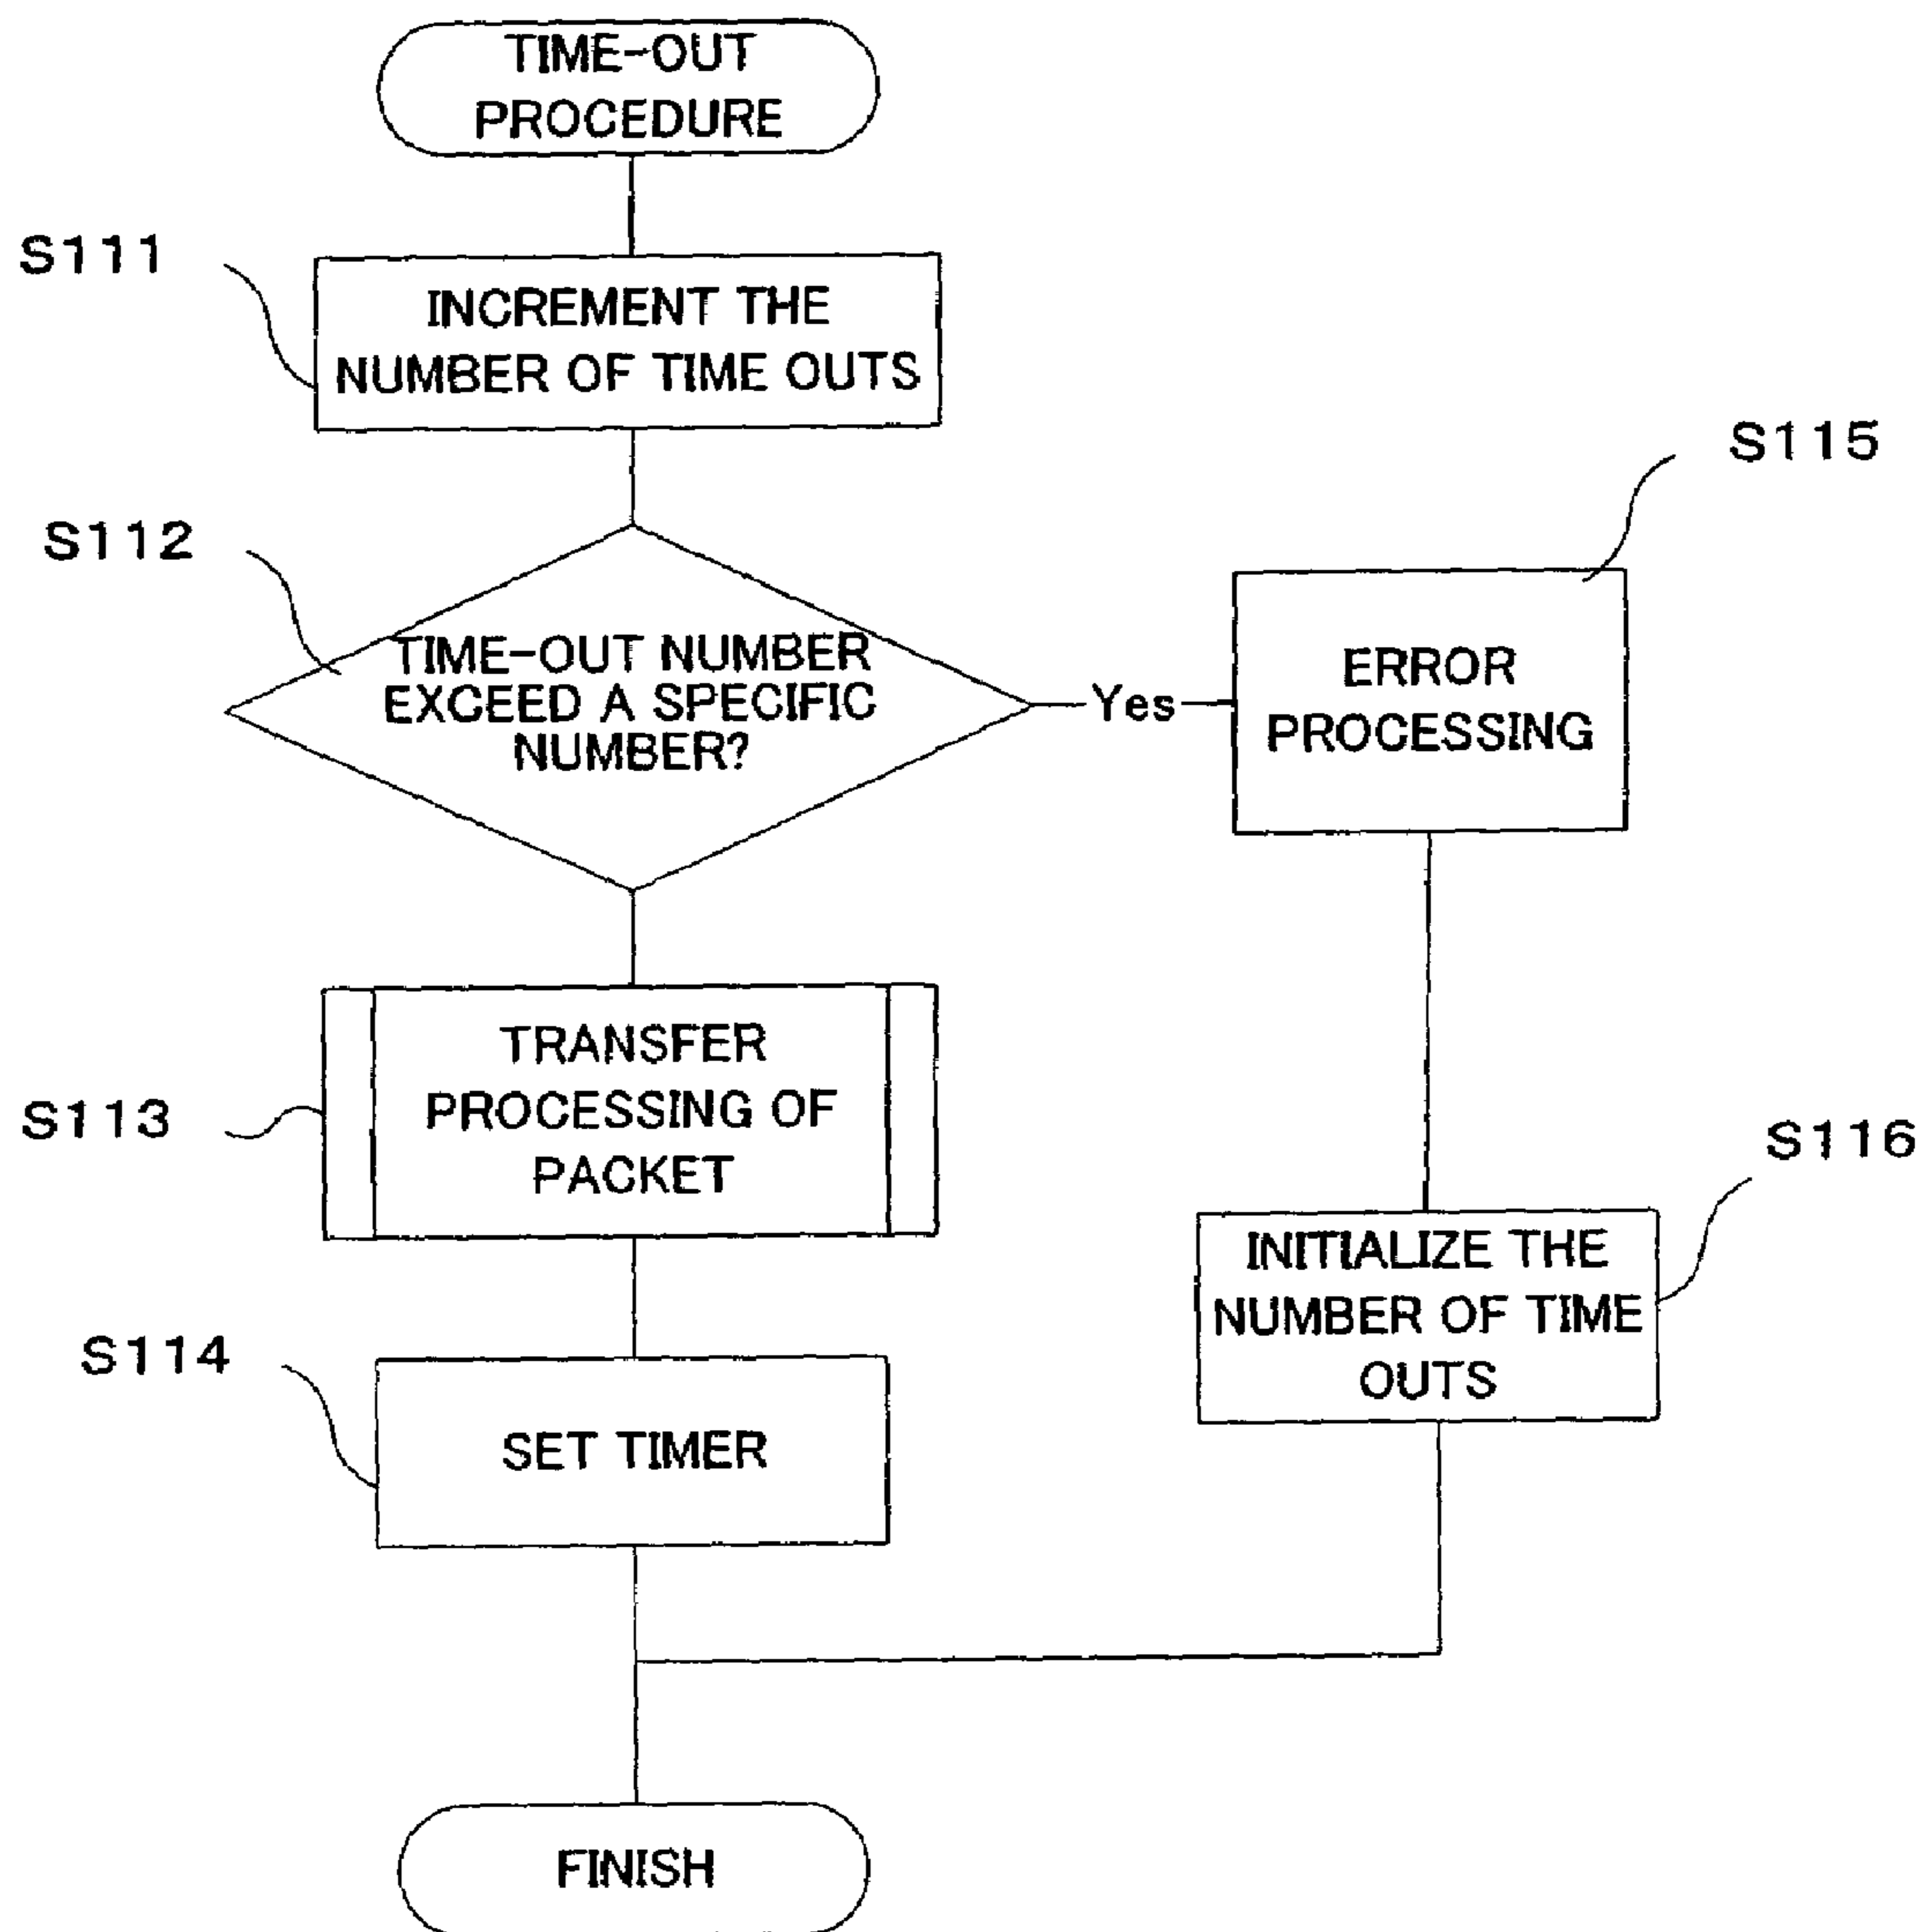 TIME-OUT
PROCEDURE
S111
INCREMENT THE
NUMBER OF TIME OUTS
S112
TIME-OUT NUMBER
EXCEED A SPECIFIC
NUMBER?
Yes
S115
ERROR
PROCESSING
S113
TRANSFER
PROCESSING OF
PACKET
S116
INITIALIZE THE
NUMBER OF TIME
OUTS
S114
SET TIMER
FINISH